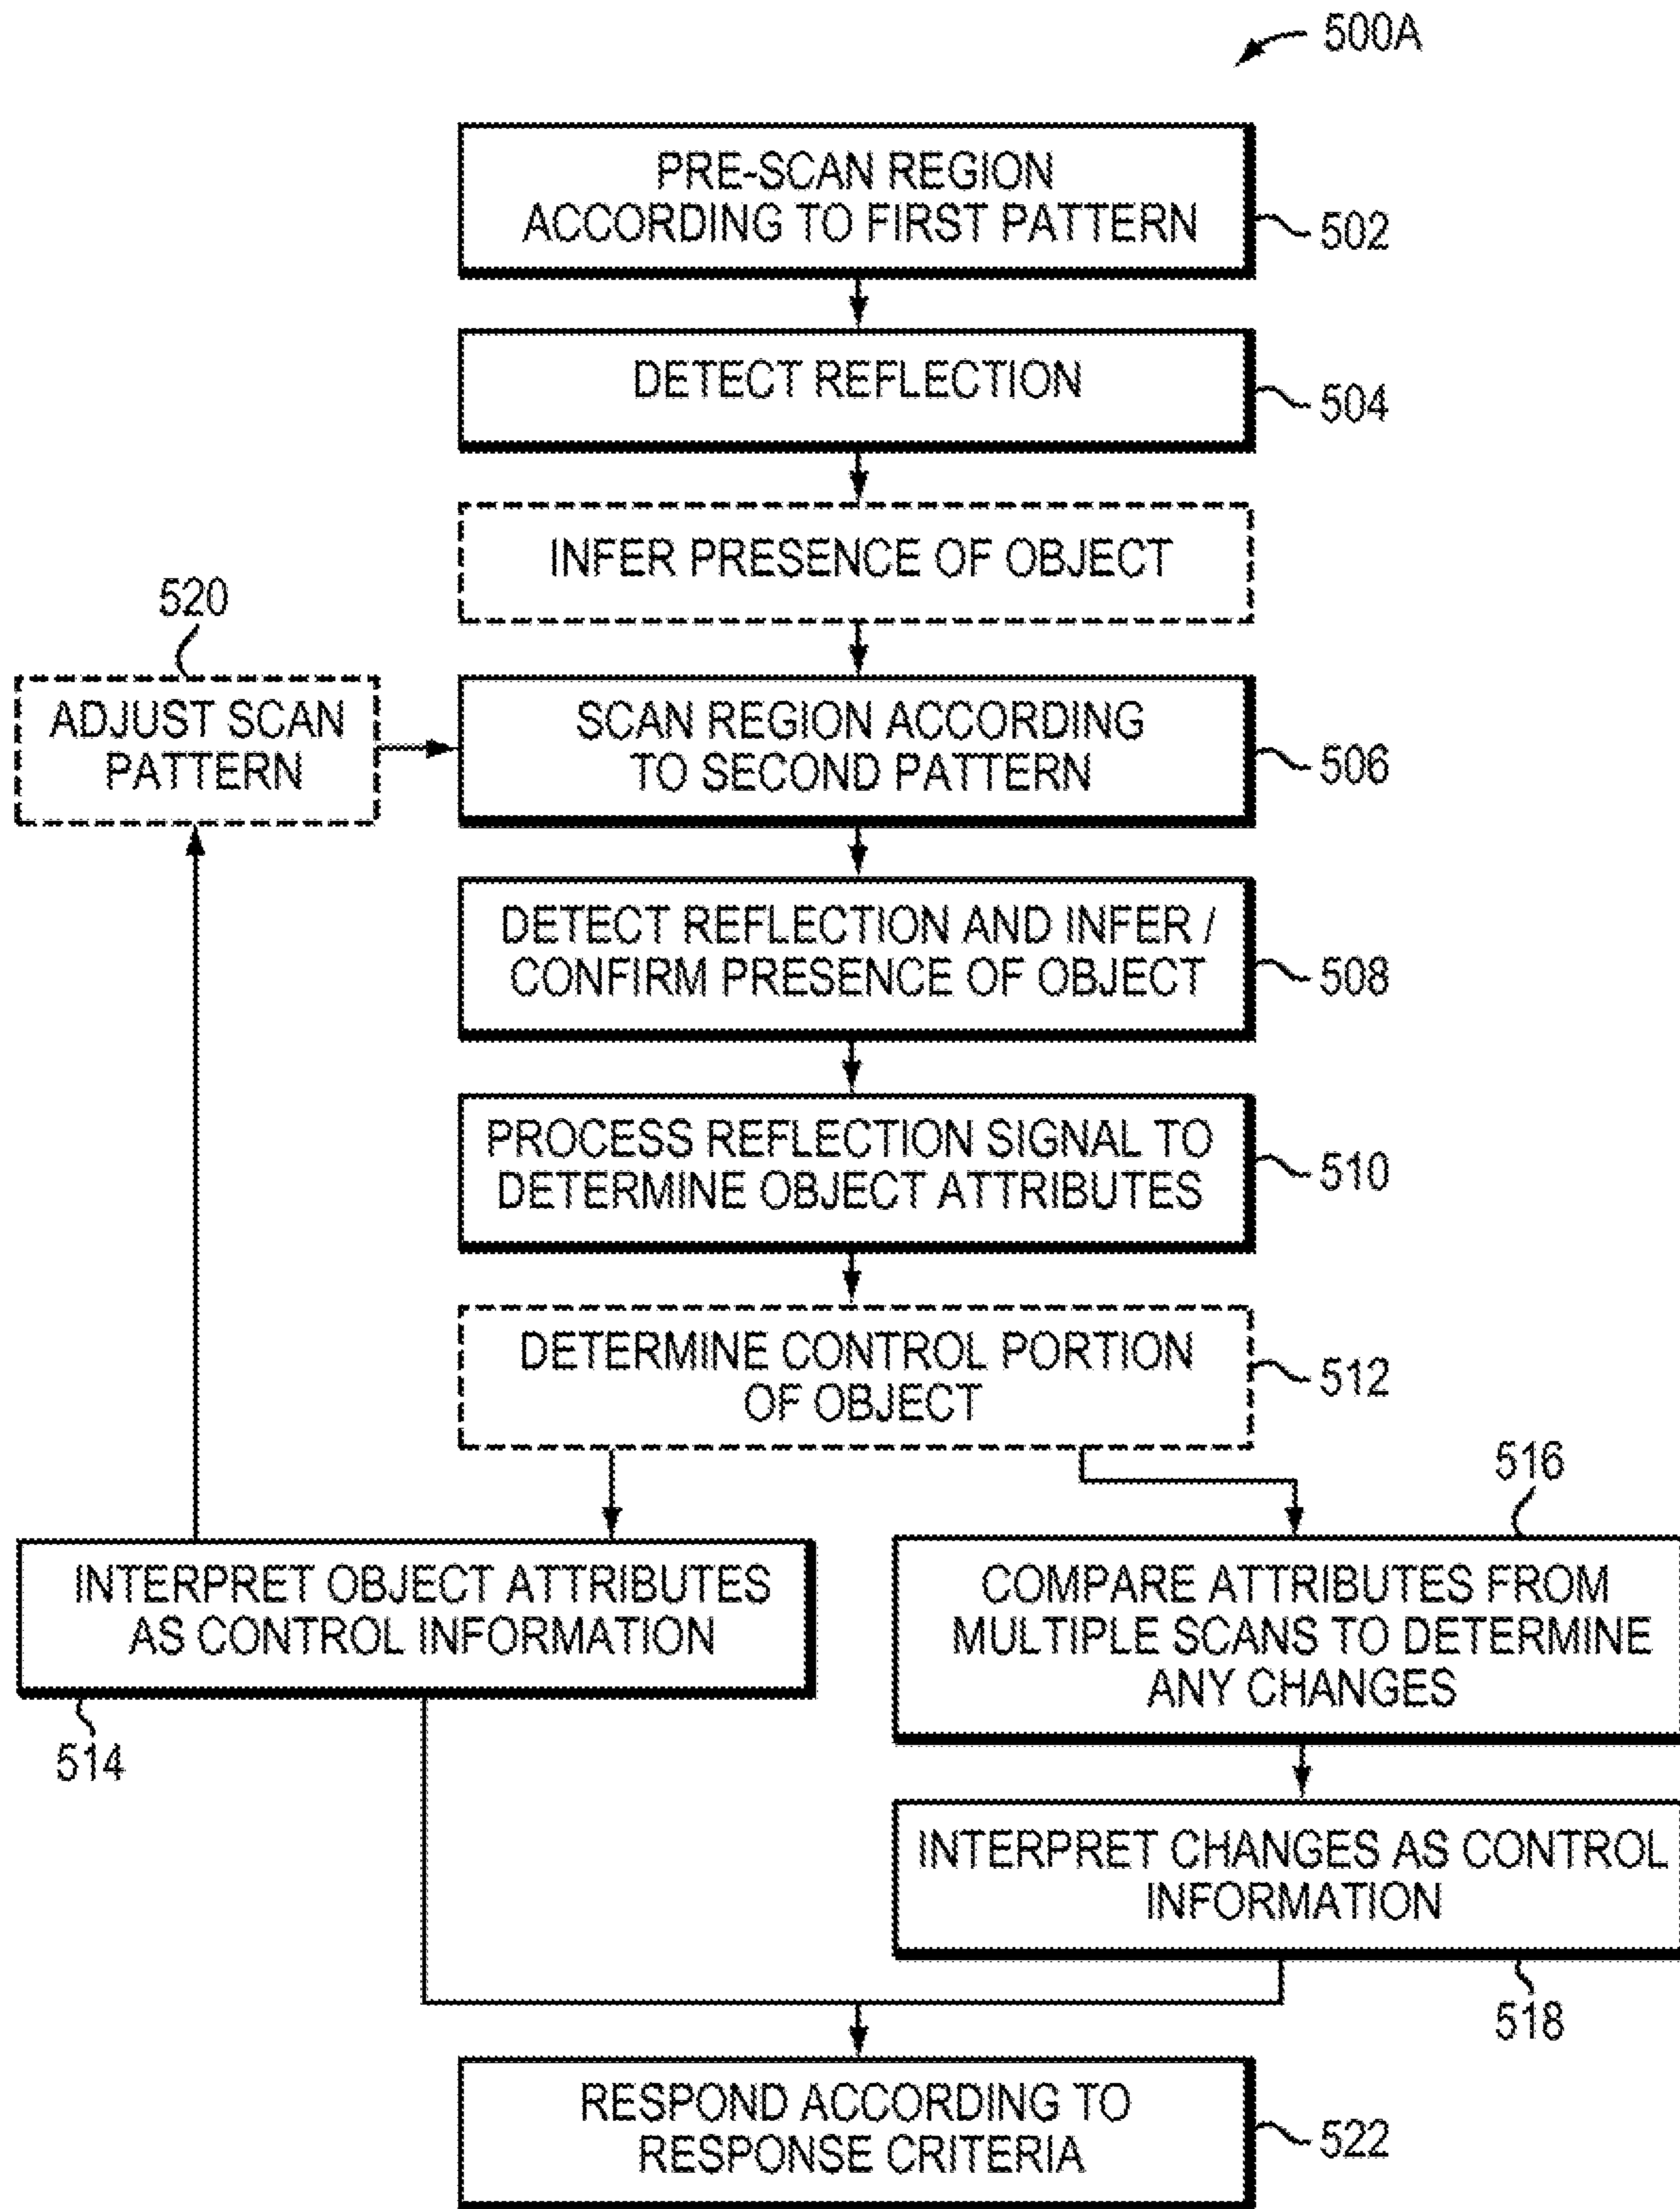 500A
PRE-SCAN REGION
ACCORDING TO FIRST PATTERN
502
DETECT REFLECTION
504
INFER PRESENCE OF OBJECT
520
ADJUST SCAN
PATTERN
SCAN REGION ACCORDING
TO SECOND PATTERN
506
DETECT REFLECTION AND INFER /
CONFIRM PRESENCE OF OBJECT
508
PROCESS REFLECTION SIGNAL TO
DETERMINE OBJECT ATTRIBUTES
510
DETERMINE CONTROL PORTION
OF OBJECT
512
INTERPRET OBJECT ATTRIBUTES
AS CONTROL INFORMATION
514
516
COMPARE ATTRIBUTES FROM
MULTIPLE SCANS TO DETERMINE
ANY CHANGES
INTERPRET CHANGES AS CONTROL
INFORMATION
518
RESPOND ACCORDING TO
RESPONSE CRITERIA
522